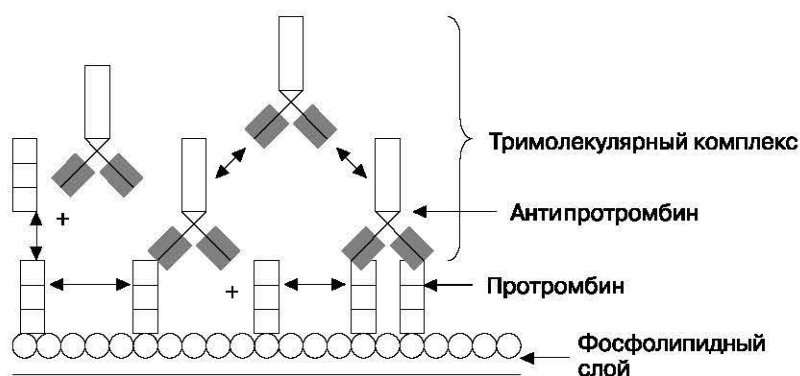 Тримолекулярный комплекс
+
Антипротромбин
+
Протромбин
Фосфолипидный
слой